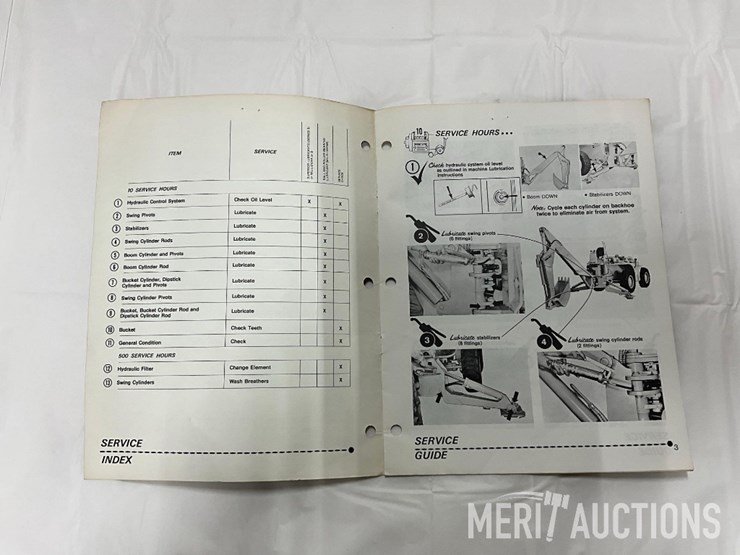 ITEM SERVICE
10 SERVICE HOURS
1 Hydraulic Control System Check Oil Level X X
2 Swing Pivots Lubricate X
3 Stabilizers Lubricate X
4 Swing Cylinder Rods Lubricate X
5 Boom Cylinder and Pivots Lubricate X
6 Boom Cylinder Rod Lubricate X
7 Bucket Cylinder, Dipstick
Cylinder and Pivots Lubricate X
8 Swing Cylinder Pivots Lubricate X
9 Bucket, Bucket Cylinder Rod and
Dipstick Cylinder Rod Lubricate X
10 Bucket Check Teeth X
11 General Condition Check X
500 SERVICE HOURS
12 Hydraulic Filter Change Element X
13 Swing Cylinders Wash Breathers X
SERVICE
INDEX
10
SERVICE HOURS...
1
Check hydraulic system oil level
as outlined in machine Lubrication
Instructions
• Boom DOWN
• Stabilizers DOWN
Note: Cycle each cylinder on backhoe
twice to eliminate air from system.
2
Lubricate swing pivots
(5 fittings)
3
Lubricate stabilizers
(8 fittings)
4
Lubricate swing cylinder rods
(2 fittings)
SERVICE
GUIDE
3
MERIT AUCTIONS